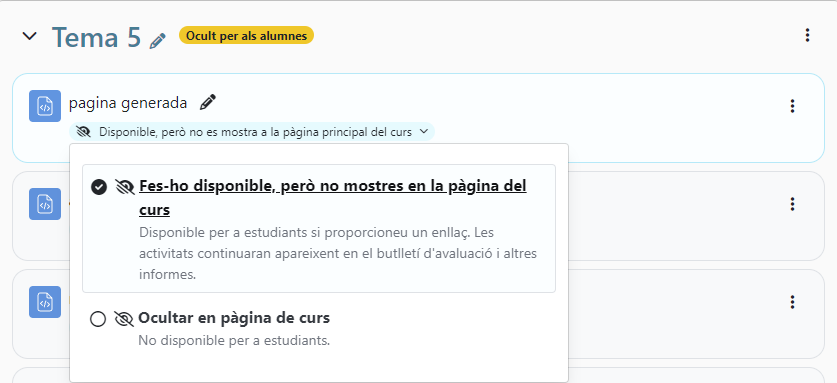 Tema 5 Ocult per als alumnes
pagina generada
Disponible, però no es mostra a la pàgina principal del curs
Fes-ho disponible, però no mostres en la pàgina del
curs
Disponible per a estudiants si proporcioneu un enllaç. Les
activitats continuaran apareixent en el butlletí d'avaluació i altres
informes.
Ocultar en pàgina de curs
No disponible per a estudiants.